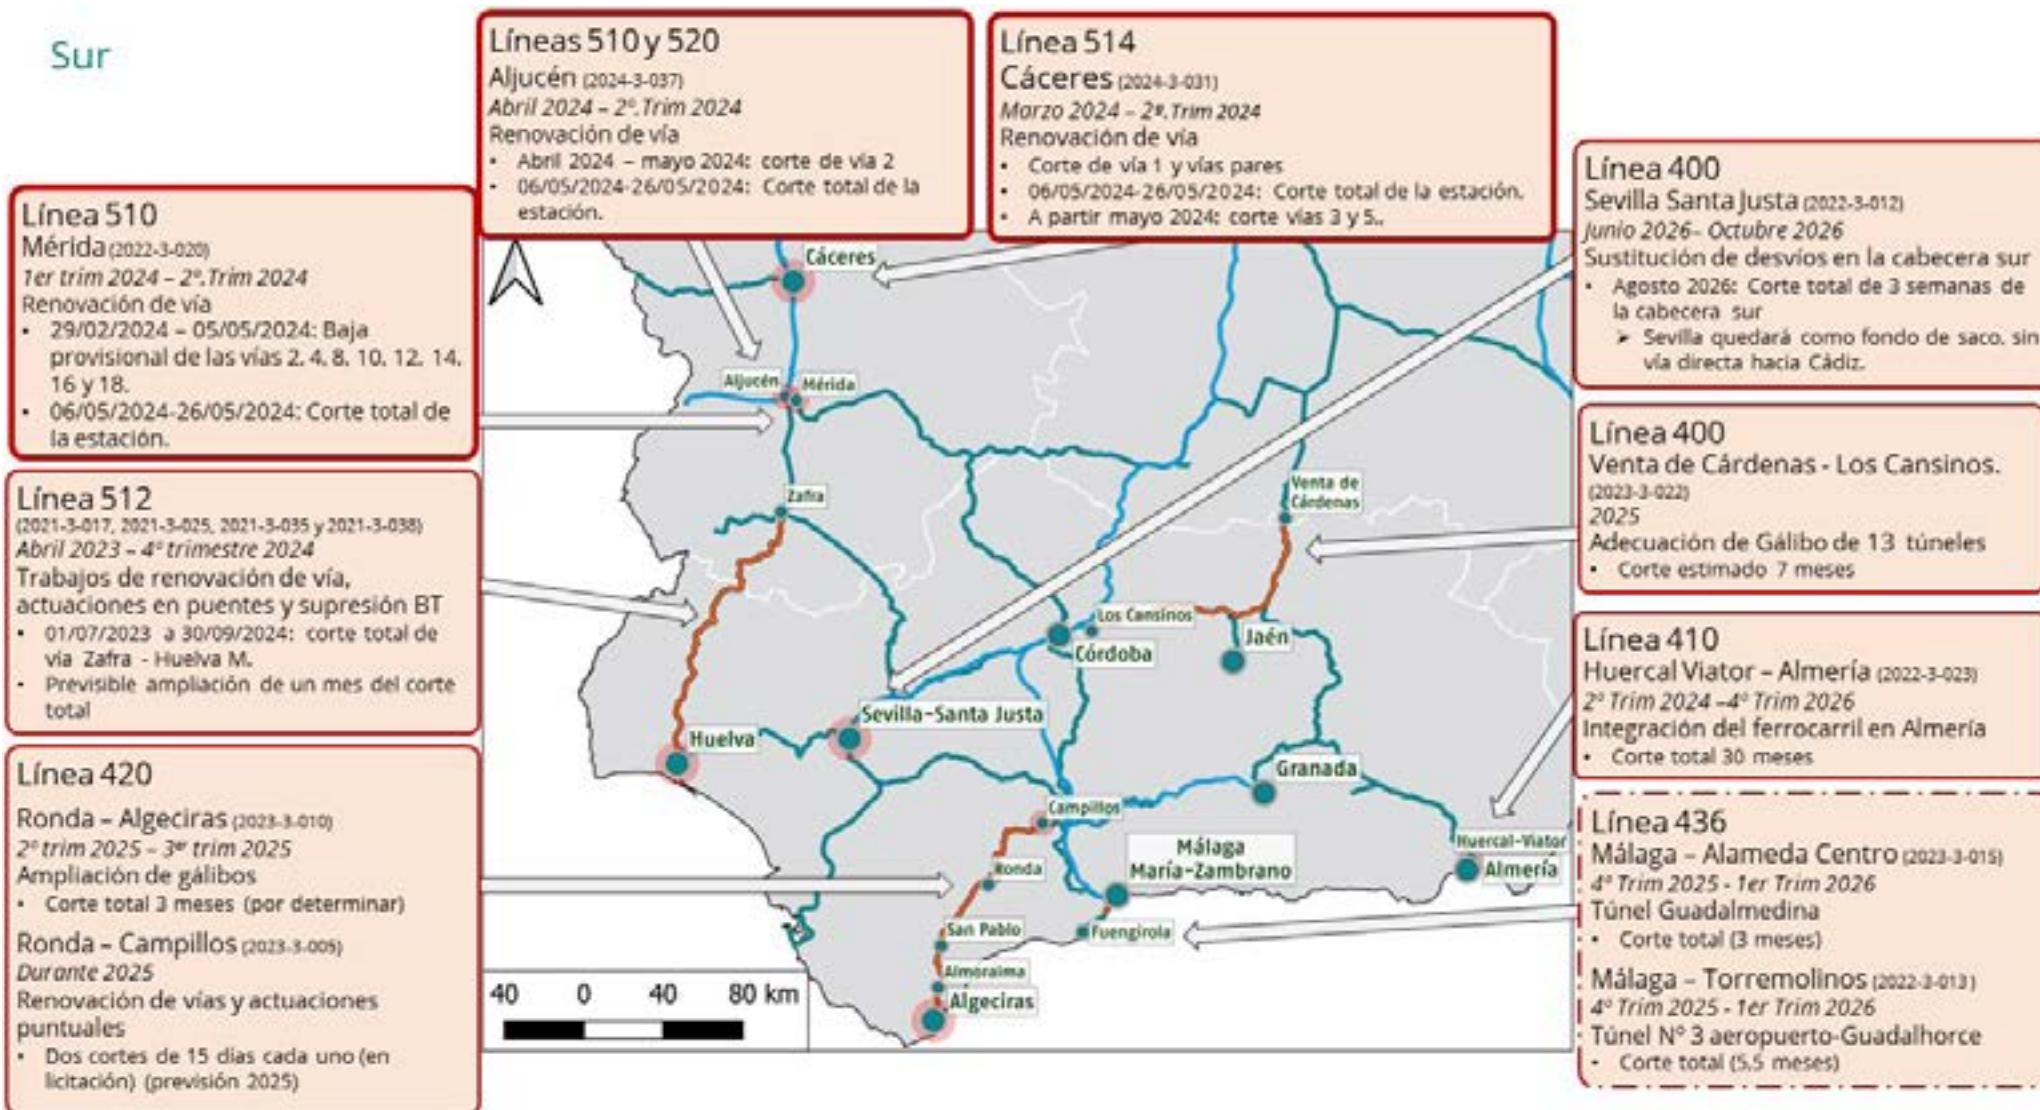 Sur
Líneas 510 y 520
Aljucén (2024-3-037)
Abril 2024 – 2º.Trim 2024
Renovación de vía
• Abril 2024 – mayo 2024: corte de vía 2
• 06/05/2024-26/05/2024: Corte total de la
estación.
Línea 514
Cáceres (2024-3-031)
Marzo 2024 – 2º.Trim 2024
Renovación de vía
• Corte de vía 1 y vías pares
• 06/05/2024-26/05/2024: Corte total de la estación.
• A partir mayo 2024: corte vías 3 y 5..
Línea 510
Mérida (2022-3-020)
1er trim 2024 – 2º.Trim 2024
Renovación de vía
• 29/02/2024 – 05/05/2024: Baja
provisional de las vías 2, 4, 8, 10, 12, 14,
16 y 18.
• 06/05/2024-26/05/2024: Corte total de
la estación.
Línea 512
(2021-3-017, 2021-3-025, 2021-3-035 y 2021-3-038)
Abril 2023 – 4º trimestre 2024
Trabajos de renovación de vía,
actuaciones en puentes y supresión BT
• 01/07/2023 a 30/09/2024: corte total de
vía Zafra - Huelva M.
• Previsible ampliación de un mes del corte
total
Línea 420
Ronda – Algeciras (2023-3-010)
2º trim 2025 – 3er trim 2025
Ampliación de gálibos
• Corte total 3 meses (por determinar)
Ronda – Campillos (2023-3-005)
Durante 2025
Renovación de vías y actuaciones
puntuales
• Dos cortes de 15 días cada uno (en
licitación) (previsión 2025)
Línea 400
Sevilla Santa Justa (2022-3-012)
Junio 2026– Octubre 2026
Sustitución de desvíos en la cabecera sur
• Agosto 2026: Corte total de 3 semanas de
la cabecera sur
➢ Sevilla quedará como fondo de saco, sin
vía directa hacia Cádiz.
Línea 400
Venta de Cárdenas - Los Cansinos.
(2023-3-022)
2025
Adecuación de Gálibo de 13 túneles
• Corte estimado 7 meses
Línea 410
Huercal Viator – Almería (2022-3-023)
2º Trim 2024 –4º Trim 2026
Integración del ferrocarril en Almería
• Corte total 30 meses
Línea 436
Málaga – Alameda Centro (2023-3-015)
4º Trim 2025 - 1er Trim 2026
Túnel Guadalmedina
• Corte total (3 meses)
Málaga – Torremolinos (2022-3-013)
4º Trim 2025 - 1er Trim 2026
Túnel Nº 3 aeropuerto-Guadalhorce
• Corte total (5,5 meses)
Cáceres
Aljucén
Mérida
Zafra
Venta de
Cárdenas
Los Cansinos
Córdoba
Jaén
Sevilla-Santa Justa
Huelva
Granada
Campillos
Málaga
María-Zambrano
Huercal-Viator
Almería
Ronda
San Pablo
Fuengirola
Almoraima
Algeciras
40 0 40 80 km